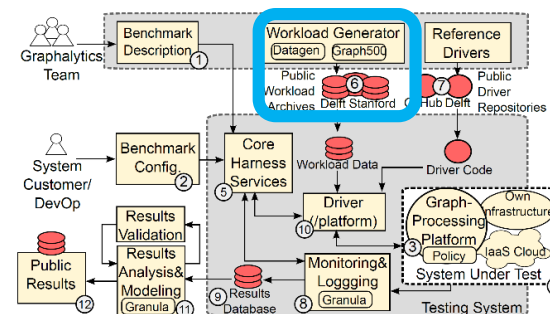 Graphalytics
Team
Benchmark
Description
1
Workload Generator
Datagen
Graph500
Reference
Drivers
Public
Workload
Archives
6
Delft Stanford
7
Hub Delft
Public
Driver
Repositories
System
Customer/
DevOp
Benchmark
Config.
2
Core
Harness
Services
5
Workload Data
Driver Code
Driver
(/platform)
10
Graph-
Processing
Platform
Policy
3
Own
Infrastructure
IaaS Cloud
System Under Test
Results
Validation
Results
Analysis&
Modeling
Granula
11
Public
Results
12
9
Results
Database
Monitoring&
Loggging
Granula
8
Testing System